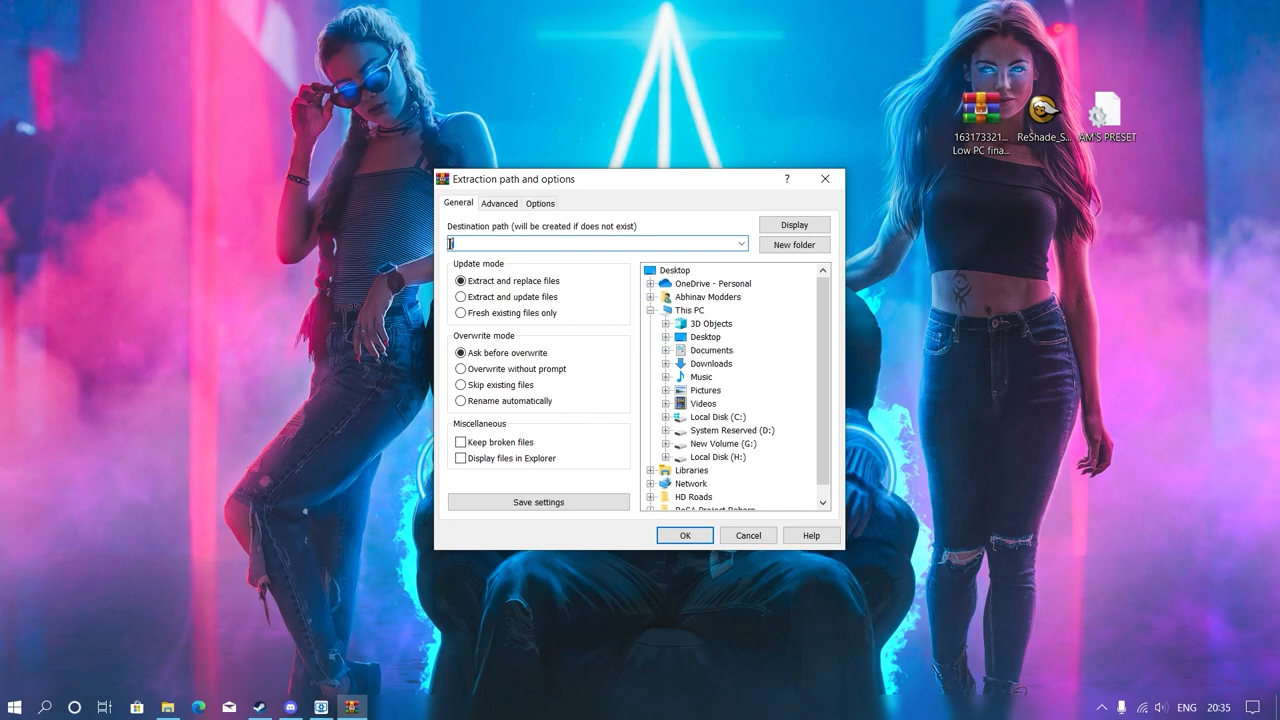 163173321... ReShade_S... AM'S PRESET
Low PC fina...
Extraction path and options
General Advanced Options
Destination path (will be created if does not exist)
Display
New folder
Update mode
Extract and replace files
Extract and update files
Fresh existing files only
Overwrite mode
Ask before overwrite
Overwrite without prompt
Skip existing files
Rename automatically
Miscellaneous
Keep broken files
Display files in Explorer
Save settings
Desktop
OneDrive - Personal
Abhinav Modders
This PC
3D Objects
Desktop
Documents
Downloads
Music
Pictures
Videos
Local Disk (C:)
System Reserved (D:)
New Volume (G:)
Local Disk (H:)
Libraries
Network
HD Roads
OK Cancel Help
ENG 20:35